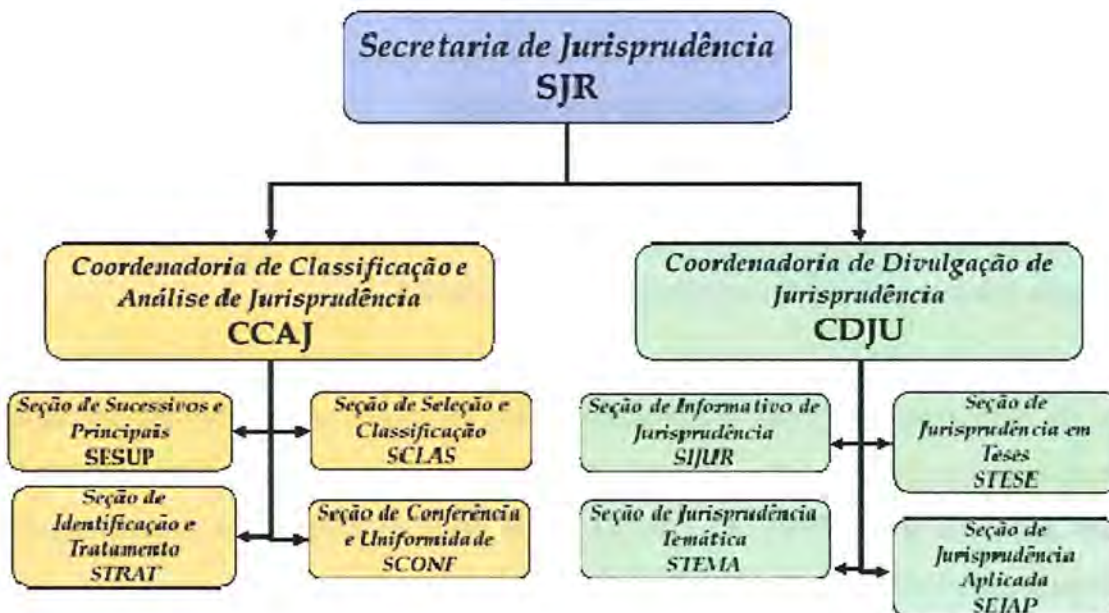 Secretaria de Jurisprudência
SJR
Coordenadoria de Classificação e
Análise de Jurisprudência
CCAJ
Coordenadoria de Divulgação de
Jurisprudência
CDJU
Seção de Sucessivos e
Principais
SESUP
Seção de Seleção e
Classificação
SCLAS
Seção de
Identificação e
Tratamento
STRAT
Seção de Conferência
e Uniformidade
SCONF
Seção de Informativo de
Jurisprudência
SIJUR
Seção de
Jurisprudência em
Teses
STESE
Seção de Jurisprudência
Temática
STEMA
Seção de
Jurisprudência
Aplicada
SEJAP